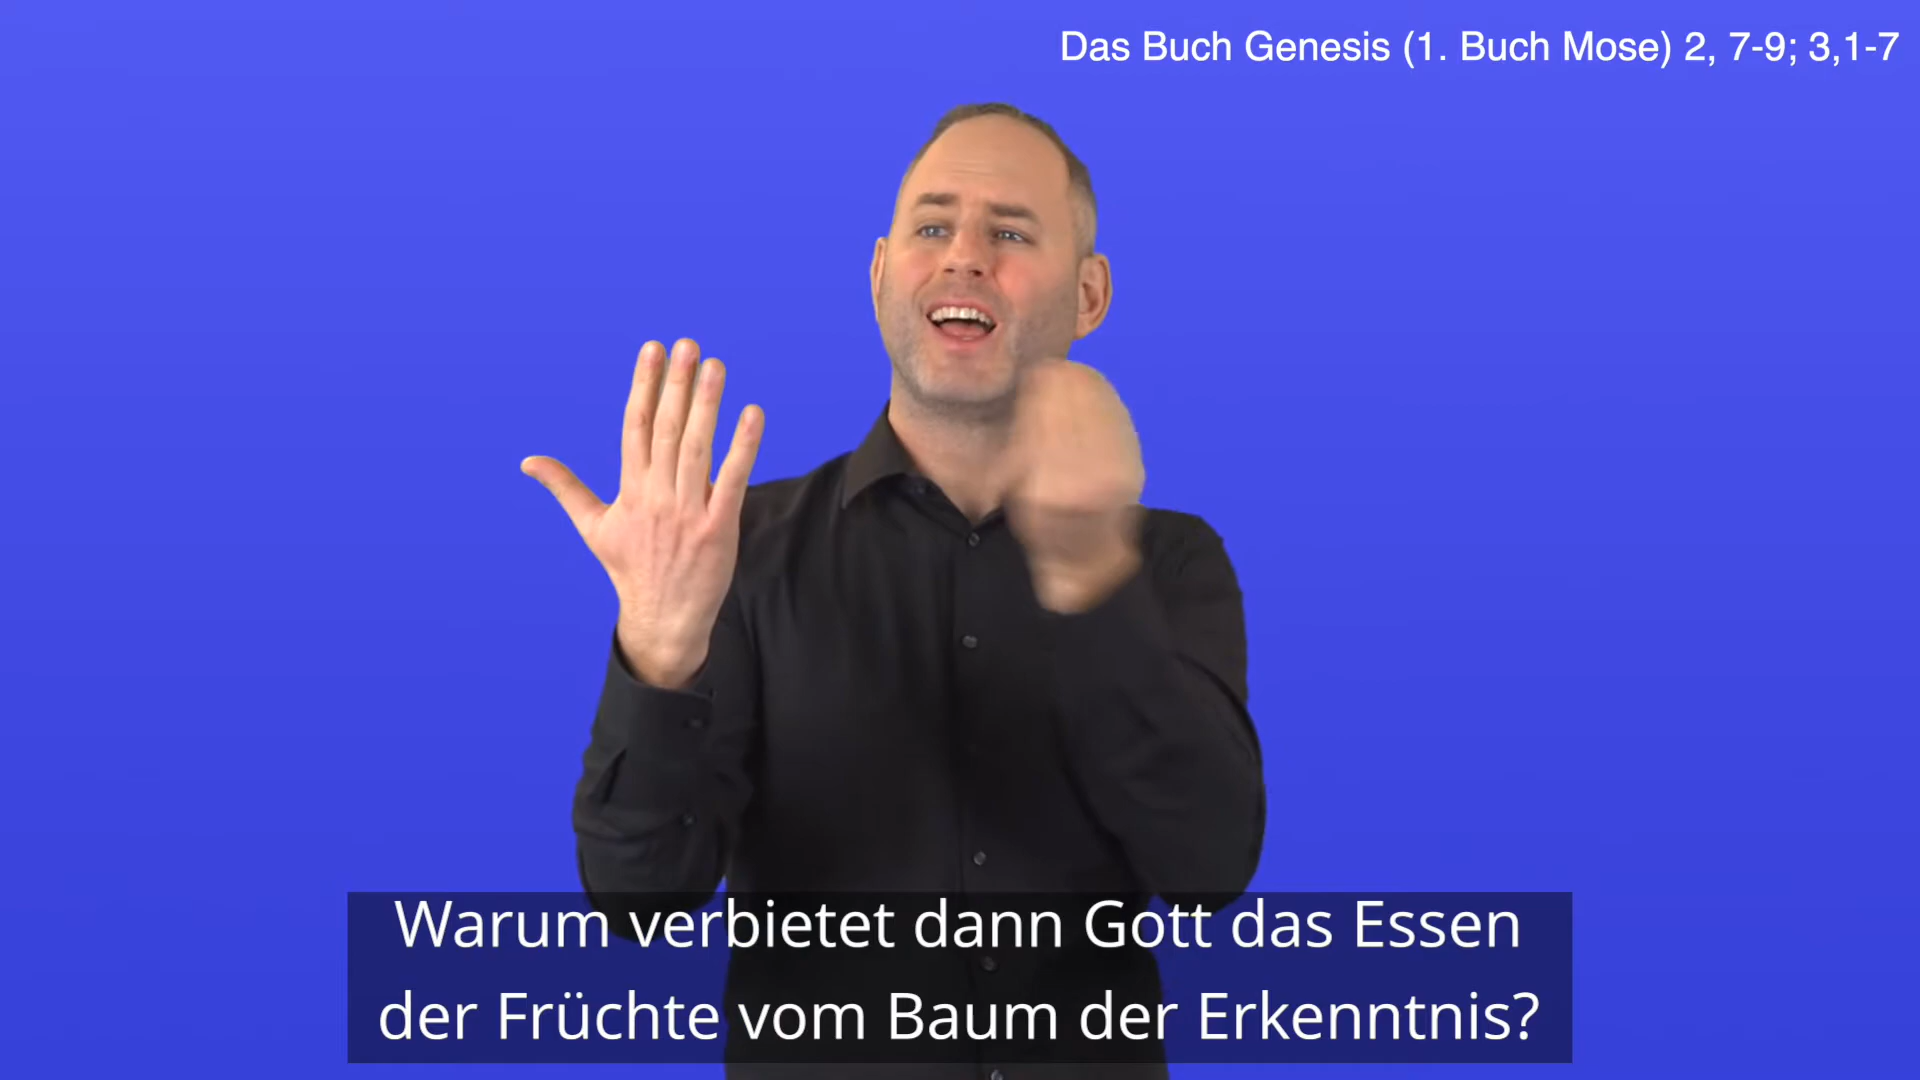 Das Buch Genesis (1. Buch Mose) 2, 7-9; 3,1-7
Warum verbietet dann Gott das Essen
der Früchte vom Baum der Erkenntnis?